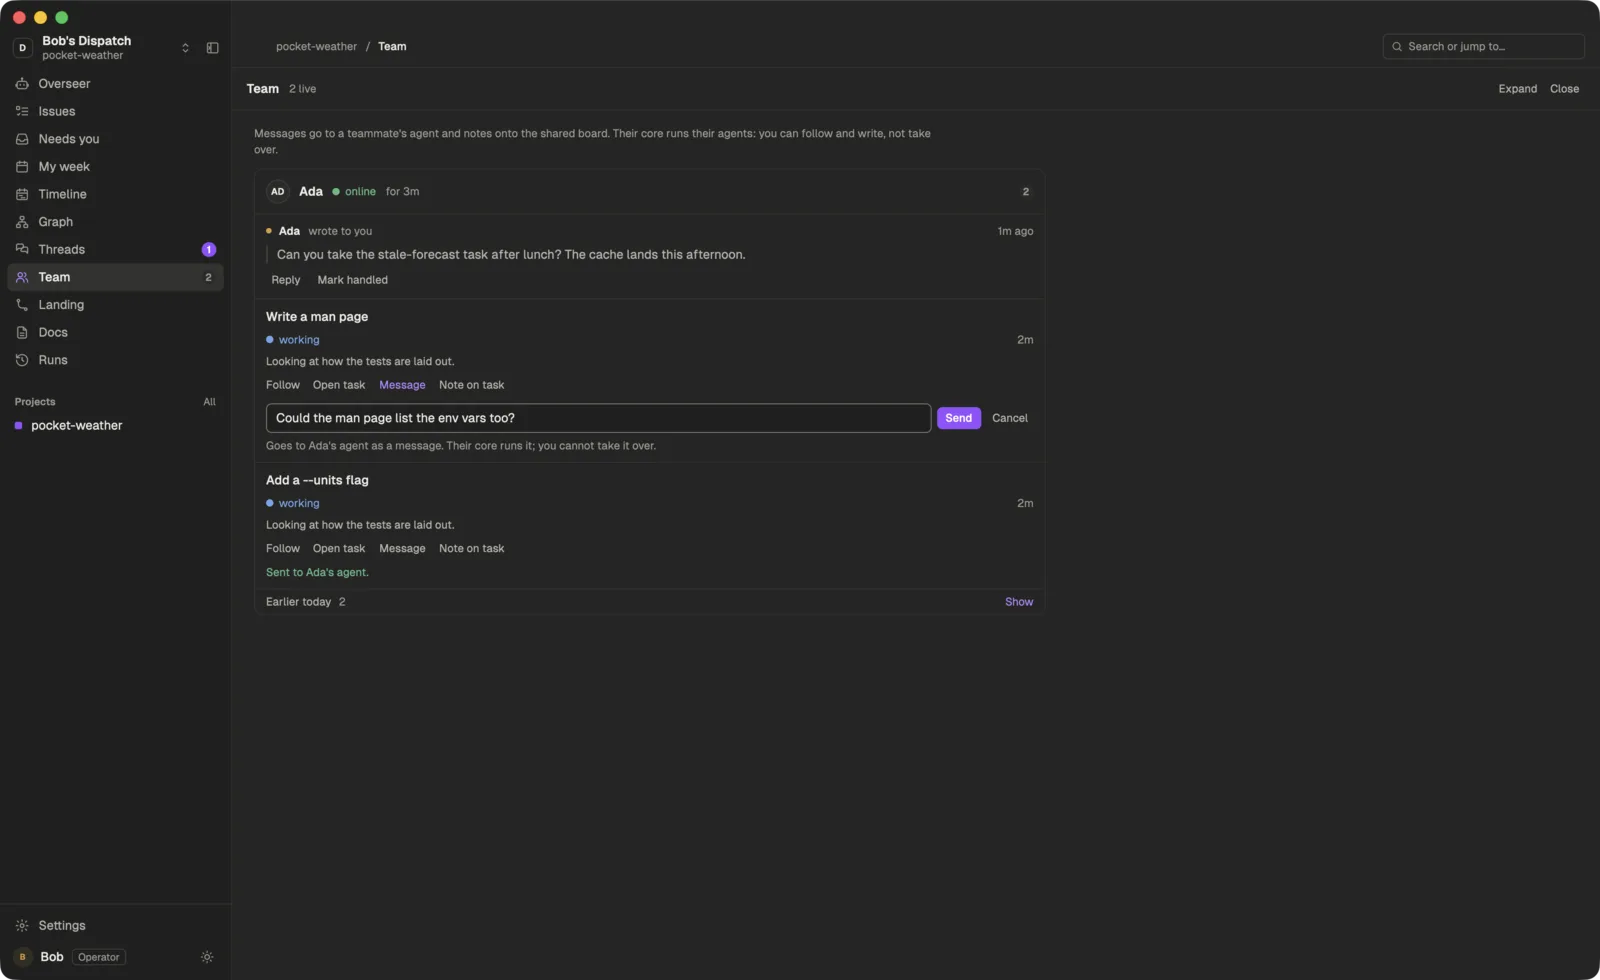 D
Bob's Dispatch
pocket-weather
Overseer
Issues
Needs you
My week
Timeline
Graph
Threads 1
Team 2
Landing
Docs
Runs
Projects All
pocket-weather
Settings
B Bob Operator
pocket-weather / Team
Search or jump to...
Team 2 live
Expand Close
Messages go to a teammate's agent and notes onto the shared board. Their core runs their agents: you can follow and write, not take
over.
AD Ada online for 3m 2
Ada wrote to you 1m ago
Can you take the stale-forecast task after lunch? The cache lands this afternoon.
Reply Mark handled
Write a man page
working 2m
Looking at how the tests are laid out.
Follow Open task Message Note on task
Could the man page list the env vars too? Send Cancel
Goes to Ada's agent as a message. Their core runs it; you cannot take it over.
Add a --units flag
working 2m
Looking at how the tests are laid out.
Follow Open task Message Note on task
Sent to Ada's agent.
Earlier today 2 Show